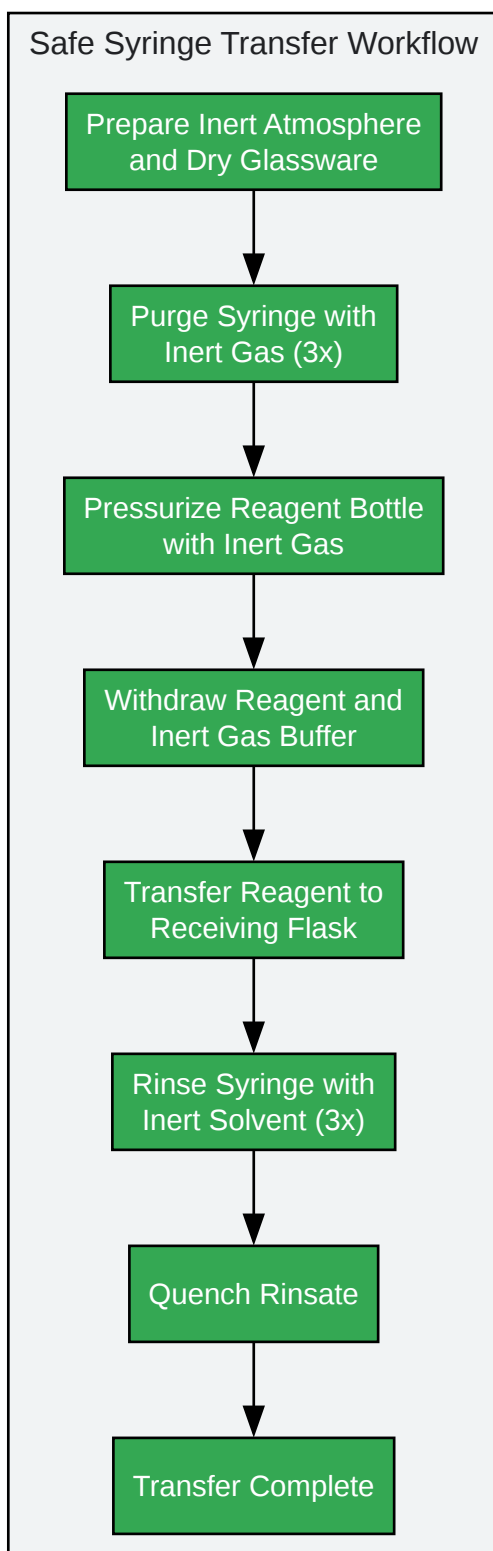 Safe Syringe Transfer Workflow
Prepare Inert Atmosphere
and Dry Glassware
Purge Syringe with
Inert Gas (3x)
Pressurize Reagent Bottle
with Inert Gas
Withdraw Reagent and
Inert Gas Buffer
Transfer Reagent to
Receiving Flask
Rinse Syringe with
Inert Solvent (3x)
Quench Rinsate
Transfer Complete